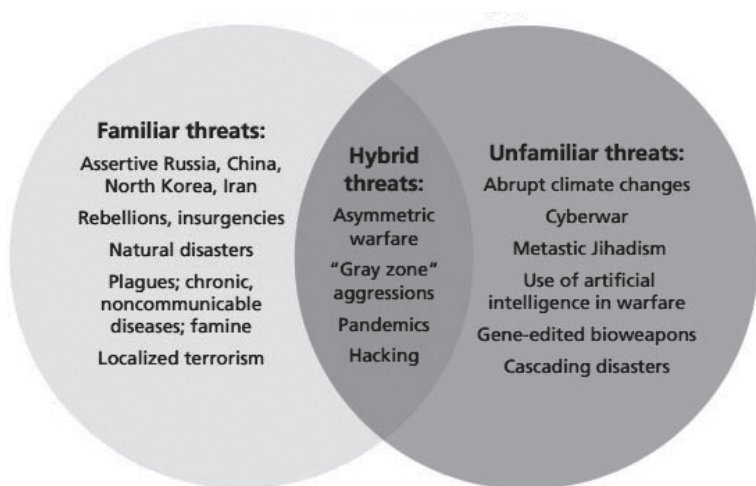 Familiar threats:
Assertive Russia, China,
North Korea, Iran
Rebellions, insurgencies
Natural disasters
Plagues; chronic,
noncommunicable
diseases; famine
Localized terrorism
Hybrid
threats:
Asymmetric
warfare
“Gray zone”
aggressions
Pandemics
Hacking
Unfamiliar threats:
Abrupt climate changes
Cyberwar
Metastic Jihadism
Use of artificial
intelligence in warfare
Gene-edited bioweapons
Cascading disasters